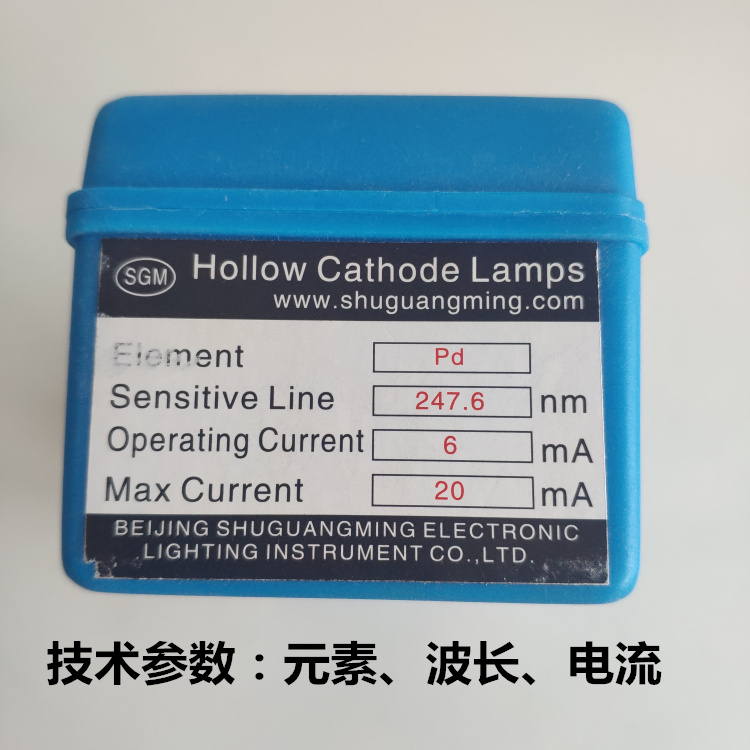 SGM
Hollow Cathode Lamps
www.shuguangming.com
Element Pd
Sensitive Line 247.6 nm
Operating Current 6 mA
Max Current 20 mA
BEIJING SHUGUANGMING ELECTRONIC
LIGHTING INSTRUMENT CO.,LTD.
技术参数：元素、波长、电流